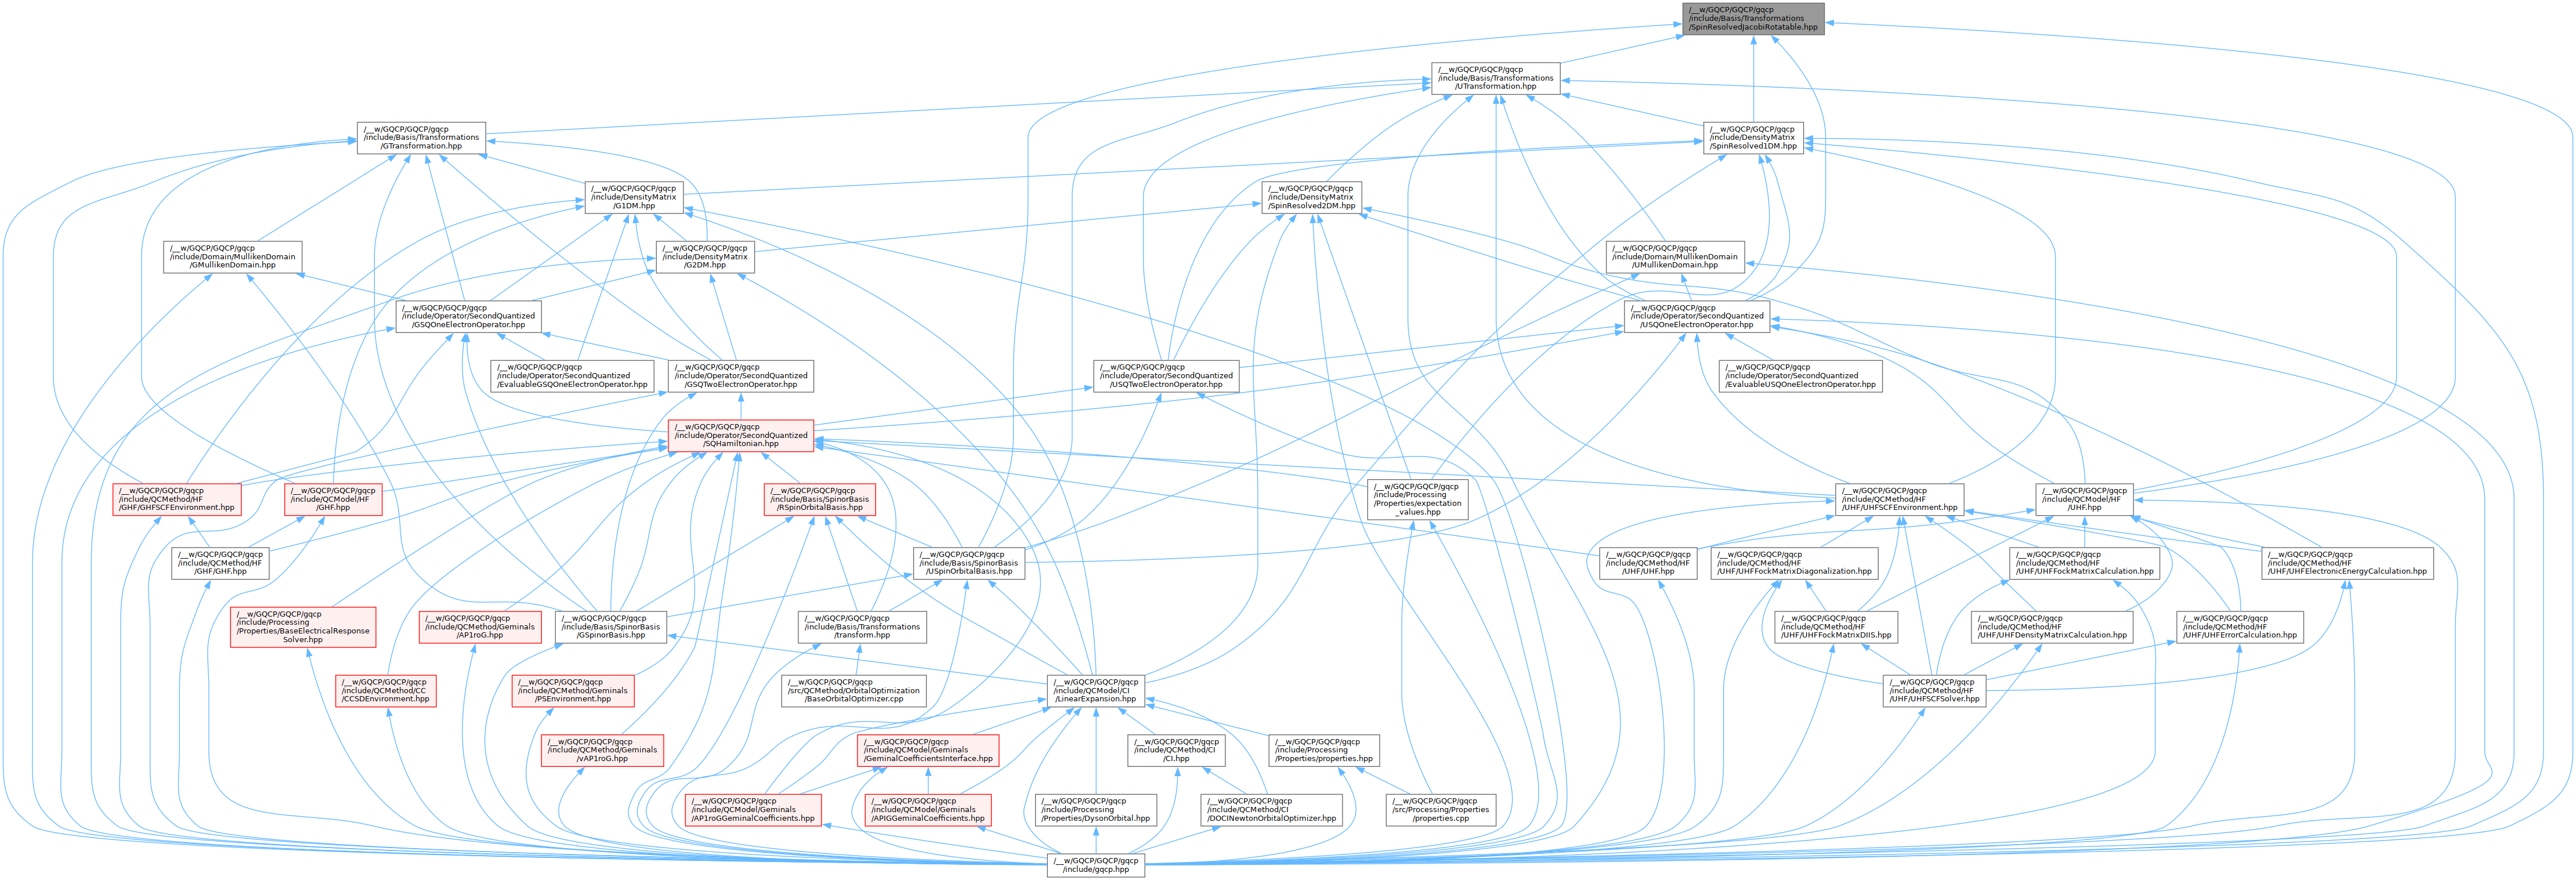 /__w/GQCP/GQCP/gqcp
/include/Basis/Transformations
/SpinResolvedJacobiRotatable.hpp
/__w/GQCP/GQCP/gqcp
/include/Basis/Transformations
/UTransformation.hpp
/__w/GQCP/GQCP/gqcp
/include/Basis/Transformations
/GTransformation.hpp
/__w/GQCP/GQCP/gqcp
/include/DensityMatrix
/SpinResolved1DM.hpp
/__w/GQCP/GQCP/gqcp
/include/DensityMatrix
/G1DM.hpp
/__w/GQCP/GQCP/gqcp
/include/DensityMatrix
/SpinResolved2DM.hpp
/__w/GQCP/GQCP/gqcp
/include/Domain/MullikenDomain
/GMullikenDomain.hpp
/__w/GQCP/GQCP/gqcp
/include/DensityMatrix
/G2DM.hpp
/__w/GQCP/GQCP/gqcp
/include/Domain/MullikenDomain
/UMullikenDomain.hpp
/__w/GQCP/GQCP/gqcp
/include/Operator/SecondQuantized
/GSQOneElectronOperator.hpp
/__w/GQCP/GQCP/gqcp
/include/Operator/SecondQuantized
/USQOneElectronOperator.hpp
/__w/GQCP/GQCP/gqcp
/include/Operator/SecondQuantized
/EvaluableGSQOneElectronOperator.hpp
/__w/GQCP/GQCP/gqcp
/include/Operator/SecondQuantized
/GSQTwoElectronOperator.hpp
/__w/GQCP/GQCP/gqcp
/include/Operator/SecondQuantized
/USQTwoElectronOperator.hpp
/__w/GQCP/GQCP/gqcp
/include/Operator/SecondQuantized
/EvaluableUSQOneElectronOperator.hpp
/__w/GQCP/GQCP/gqcp
/include/Operator/SecondQuantized
/SQHamiltonian.hpp
/__w/GQCP/GQCP/gqcp
/include/QCMethod/HF
/GHF/GHFSCFEnvironment.hpp
/__w/GQCP/GQCP/gqcp
/include/QCModel/HF
/GHF.hpp
/__w/GQCP/GQCP/gqcp
/include/Basis/SpinorBasis
/RSpinOrbitalBasis.hpp
/__w/GQCP/GQCP/gqcp
/include/Processing
/Properties/expectation
_values.hpp
/__w/GQCP/GQCP/gqcp
/include/QCMethod/HF
/UHF/UHFSCFEnvironment.hpp
/__w/GQCP/GQCP/gqcp
/include/QCModel/HF
/UHF.hpp
/__w/GQCP/GQCP/gqcp
/include/QCMethod/HF
/GHF/GHF.hpp
/__w/GQCP/GQCP/gqcp
/include/Basis/SpinorBasis
/USpinOrbitalBasis.hpp
/__w/GQCP/GQCP/gqcp
/include/QCMethod/HF
/UHF/UHF.hpp
/__w/GQCP/GQCP/gqcp
/include/QCMethod/HF
/UHF/UHFFockMatrixDiagonalization.hpp
/__w/GQCP/GQCP/gqcp
/include/QCMethod/HF
/UHF/UHFFockMatrixCalculation.hpp
/__w/GQCP/GQCP/gqcp
/include/QCMethod/HF
/UHF/UHFElectronicEnergyCalculation.hpp
/__w/GQCP/GQCP/gqcp
/include/Processing
/Properties/BaseElectricalResponse
Solver.hpp
/__w/GQCP/GQCP/gqcp
/include/QCMethod/Geminals
/AP1roG.hpp
/__w/GQCP/GQCP/gqcp
/include/Basis/SpinorBasis
/GSpinorBasis.hpp
/__w/GQCP/GQCP/gqcp
/include/Basis/Transformations
/transform.hpp
/__w/GQCP/GQCP/gqcp
/include/QCMethod/HF
/UHF/UHFFockMatrixDIIS.hpp
/__w/GQCP/GQCP/gqcp
/include/QCMethod/HF
/UHF/UHFDensityMatrixCalculation.hpp
/__w/GQCP/GQCP/gqcp
/include/QCMethod/HF
/UHF/UHFErrorCalculation.hpp
/__w/GQCP/GQCP/gqcp
/include/QCMethod/CC
/CCSDEnvironment.hpp
/__w/GQCP/GQCP/gqcp
/include/QCMethod/Geminals
/PSEnvironment.hpp
/__w/GQCP/GQCP/gqcp
/src/QCMethod/OrbitalOptimization
/BaseOrbitalOptimizer.cpp
/__w/GQCP/GQCP/gqcp
/include/QCModel/CI
/LinearExpansion.hpp
/__w/GQCP/GQCP/gqcp
/include/QCMethod/HF
/UHF/UHFSCFSolver.hpp
/__w/GQCP/GQCP/gqcp
/include/QCMethod/Geminals
/vAP1roG.hpp
/__w/GQCP/GQCP/gqcp
/include/QCModel/Geminals
/GeminalCoefficientsInterface.hpp
/__w/GQCP/GQCP/gqcp
/include/QCMethod/CI
/CI.hpp
/__w/GQCP/GQCP/gqcp
/include/Processing
/Properties/properties.hpp
/__w/GQCP/GQCP/gqcp
/include/QCModel/Geminals
/AP1roGGeminalCoefficients.hpp
/__w/GQCP/GQCP/gqcp
/include/QCModel/Geminals
/APIGGeminalCoefficients.hpp
/__w/GQCP/GQCP/gqcp
/include/Processing
/Properties/DysonOrbital.hpp
/__w/GQCP/GQCP/gqcp
/include/QCMethod/CI
/DOCINewtonOrbitalOptimizer.hpp
/__w/GQCP/GQCP/gqcp
/src/Processing/Properties
/properties.cpp
/__w/GQCP/GQCP/gqcp
/include/gqcp.hpp